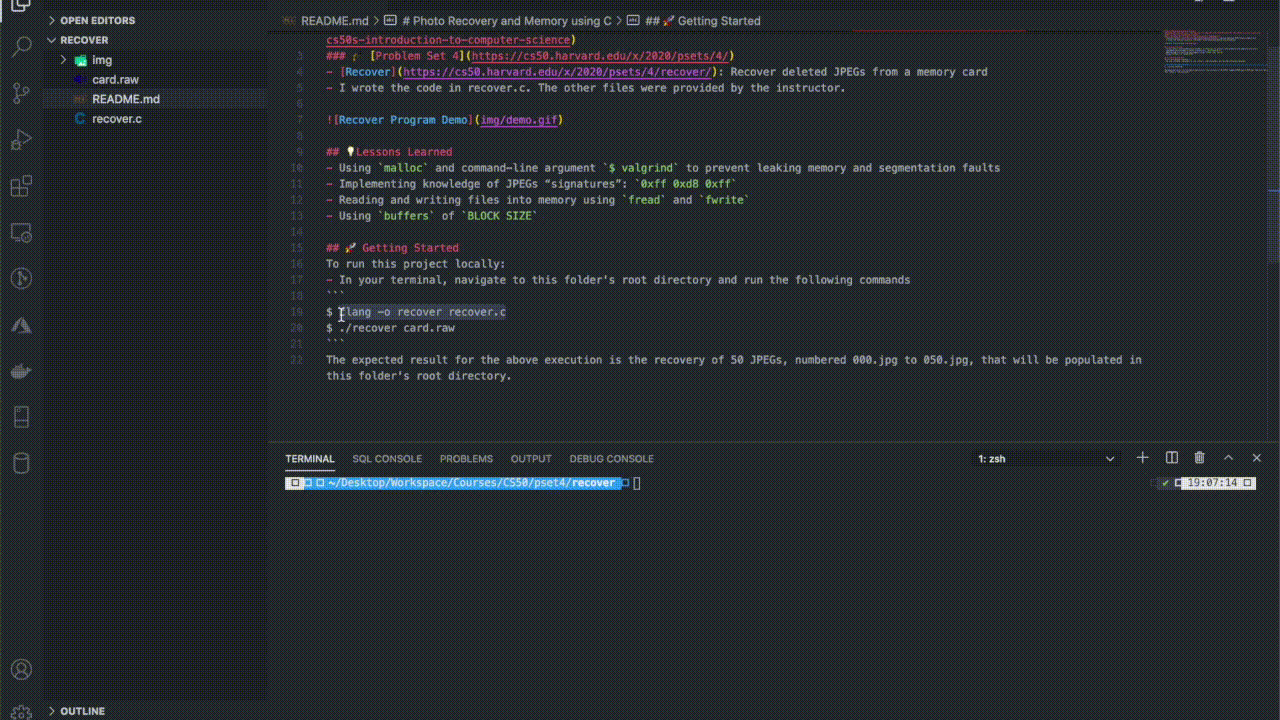 OPEN EDITORS
RECOVER
img
card.raw
README.md
recover.c
OUTLINE
README.md > # Photo Recovery and Memory using C > ## 🚀 Getting Started
cs50s-introduction-to-computer-science)
3 ### [Problem Set 4](https://cs50.harvard.edu/x/2020/psets/4/)
4 - [Recover](https://cs50.harvard.edu/x/2020/psets/4/recover/): Recover deleted JPEGs from a memory card
5 - I wrote the code in recover.c. The other files were provided by the instructor.
6
7 ![Recover Program Demo](img/demo.gif)
8
9 ## 💡Lessons Learned
10 - Using `malloc` and command-line argument `$ valgrind` to prevent leaking memory and segmentation faults
11 - Implementing knowledge of JPEGs “signatures”: `0xff 0xd8 0xff`
12 - Reading and writing files into memory using `fread` and `fwrite`
13 - Using `buffers` of `BLOCK SIZE`
14
15 ## 🚀 Getting Started
16 To run this project locally:
17 - In your terminal, navigate to this folder's root directory and run the following commands
18 ```
19 $ clang -o recover recover.c
20 $ ./recover card.raw
21 ```
22 The expected result for the above execution is the recovery of 50 JPEGs, numbered 000.jpg to 050.jpg, that will be populated in
this folder's root directory.
TERMINAL SQL CONSOLE PROBLEMS OUTPUT DEBUG CONSOLE 1: zsh
~/Desktop/Workspace/Courses/CS50/pset4/recover ✔ 19:07:14